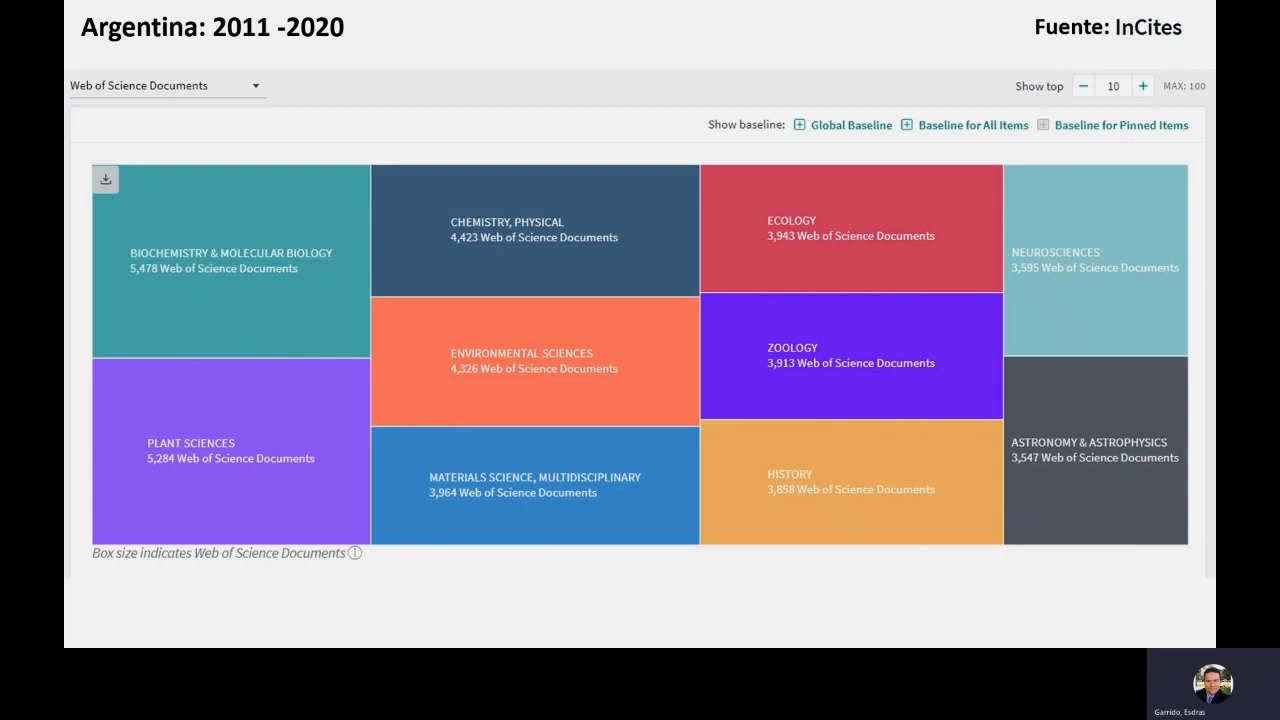 Argentina: 2011 -2020
Fuente: InCites
Web of Science Documents
Show top
10
MAX: 100
Show baseline:
Global Baseline
Baseline for All Items
Baseline for Pinned Items
BIOCHEMISTRY & MOLECULAR BIOLOGY
5,478 Web of Science Documents
PLANT SCIENCES
5,284 Web of Science Documents
CHEMISTRY, PHYSICAL
4,423 Web of Science Documents
ENVIRONMENTAL SCIENCES
4,326 Web of Science Documents
MATERIALS SCIENCE, MULTIDISCIPLINARY
3,964 Web of Science Documents
ECOLOGY
3,943 Web of Science Documents
ZOOLOGY
3,913 Web of Science Documents
HISTORY
3,858 Web of Science Documents
NEUROSCIENCES
3,595 Web of Science Documents
ASTRONOMY & ASTROPHYSICS
3,547 Web of Science Documents
Box size indicates Web of Science Documents
Garrido, Esdras